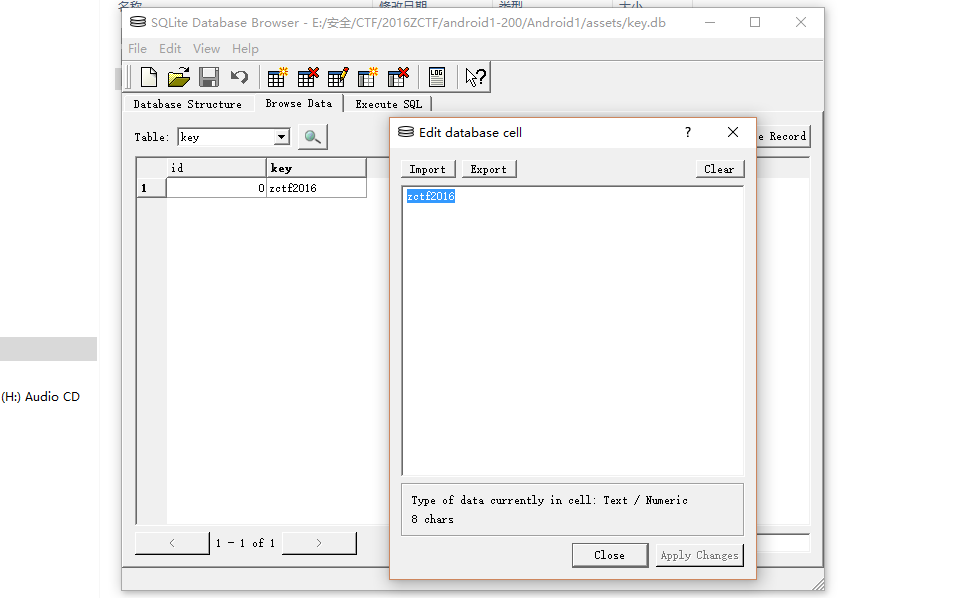 名称 修改日期 类型 大小
SQLite Database Browser - E:/安全/CTF/2016ZCTF/android1-200/Android1/assets/key.db
File Edit View Help
LOG
Database Structure Browse Data Execute SQL
Table: key
e Record
id key
1 0 zctf2016
Edit database cell
Import Export Clear
zctf2016
Type of data currently in cell: Text / Numeric
8 chars
Close Apply Changes
< 1 - 1 of 1 >
(H:) Audio CD